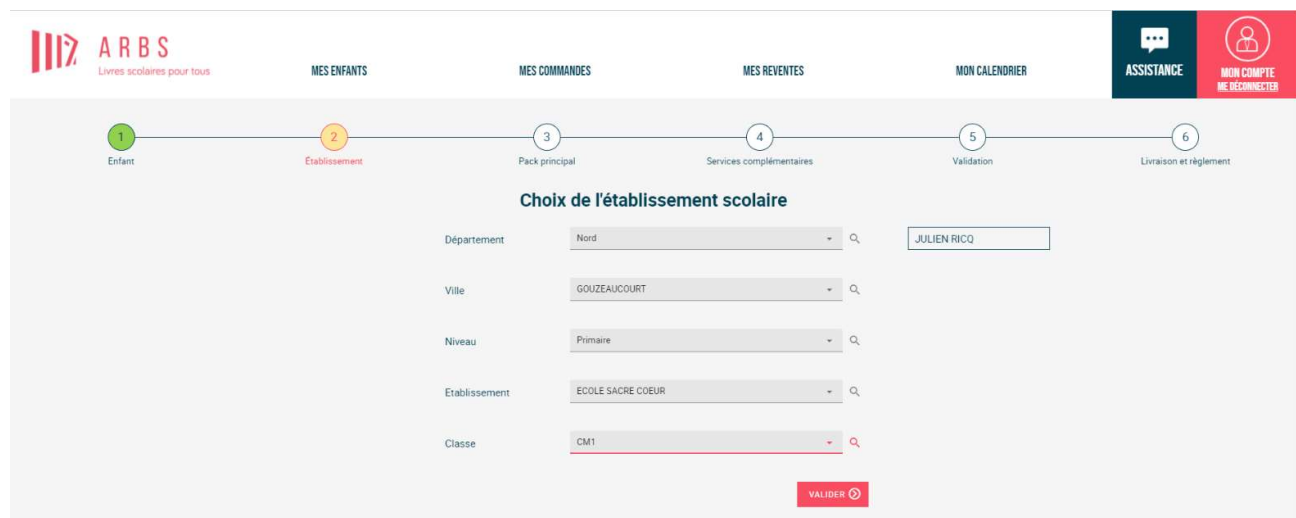 ARBS
Livres scolaires pour tous
MES ENFANTS
MES COMMANDES
MES REVENTES
MON CALENDRIER
ASSISTANCE
MON COMPTE
ME DÉCONNECTER
1
2
3
4
5
6
Enfant
Établissement
Pack principal
Services complémentaires
Validation
Livraison et règlement
Choix de l'établissement scolaire
Département
Nord
JULIEN RICQ
Ville
GOUZEAUCOURT
Niveau
Primaire
Etablissement
ECOLE SACRE COEUR
Classe
CM1
VALIDER